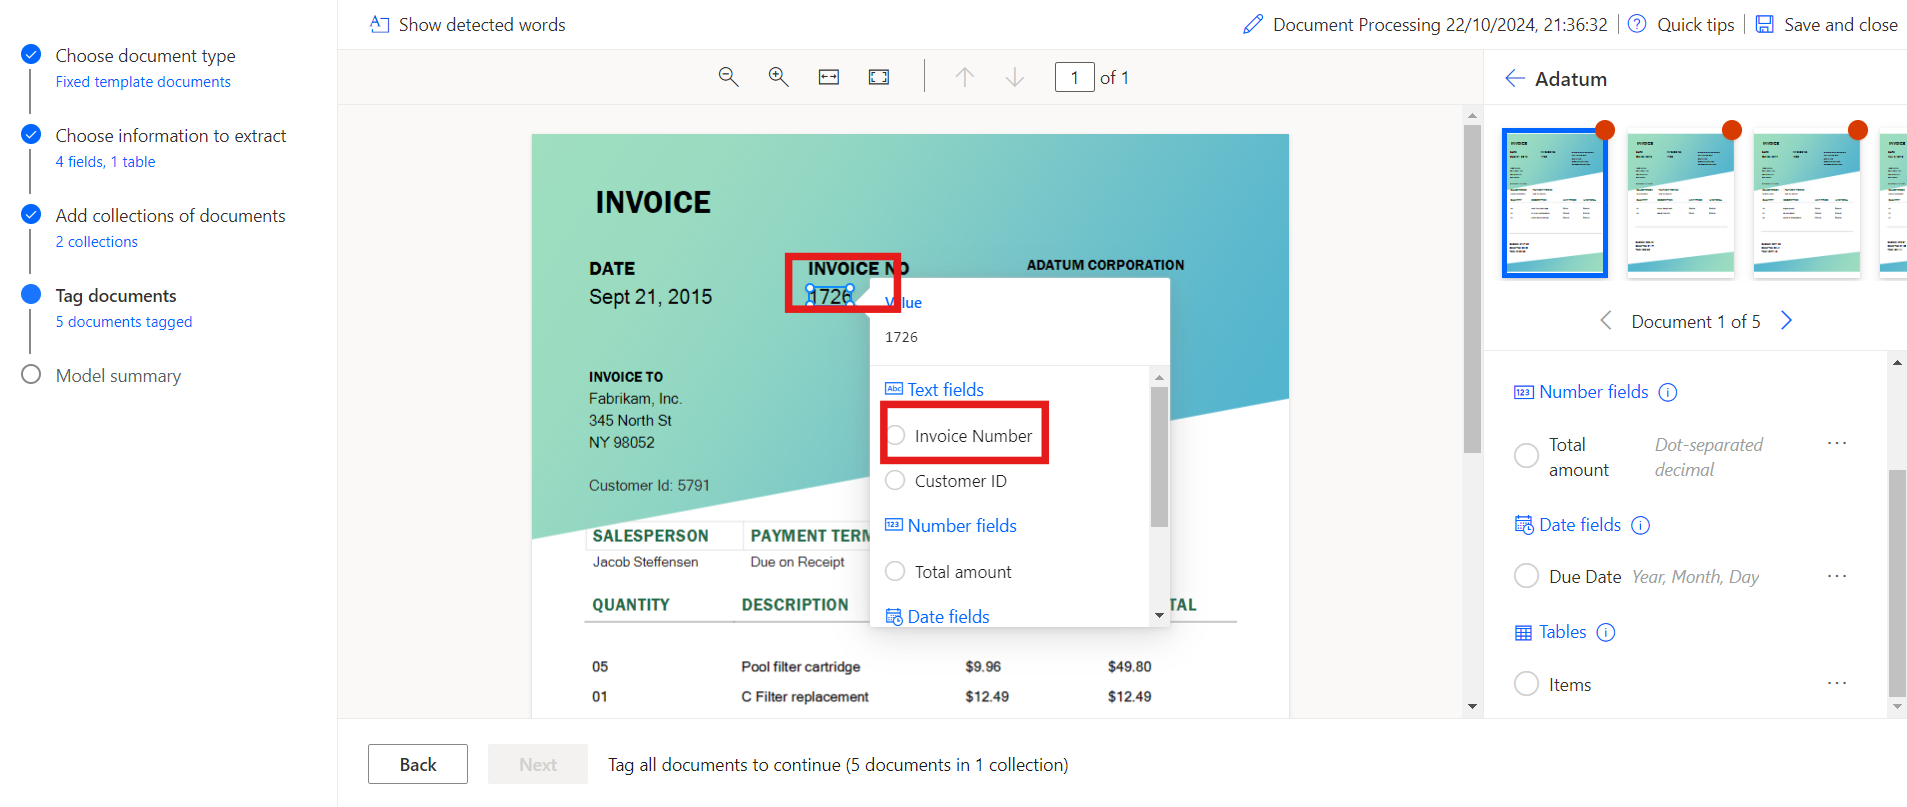 Choose document type
Fixed template documents
Choose information to extract
4 fields, 1 table
Add collections of documents
2 collections
Tag documents
5 documents tagged
Model summary
Show detected words
Document Processing 22/10/2024, 21:36:32
Quick tips
Save and close
1 of 1
INVOICE
DATE
Sept 21, 2015
INVOICE NO
1726
ADATUM CORPORATION
INVOICE TO
Fabrikam, Inc.
345 North St
NY 98052
Customer Id: 5791
SALESPERSON
PAYMENT TERM
Jacob Steffensen
Due on Receipt
QUANTITY
DESCRIPTION
TAL
05 Pool filter cartridge $9.96 $49.80
01 C Filter replacement $12.49 $12.49
Value
1726
Abc Text fields
Invoice Number
Customer ID
123 Number fields
Total amount
Date fields
Adatum
Document 1 of 5
123 Number fields
Total amount
Dot-separated decimal
Date fields
Due Date Year, Month, Day
Tables
Items
Back
Next
Tag all documents to continue (5 documents in 1 collection)